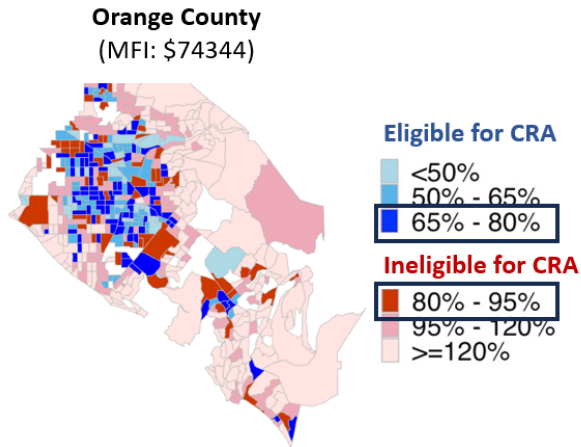 Orange County
(MFI: $74344)
Eligible for CRA
<50%
50% - 65%
65% - 80%
Ineligible for CRA
80% - 95%
95% - 120%
>=120%